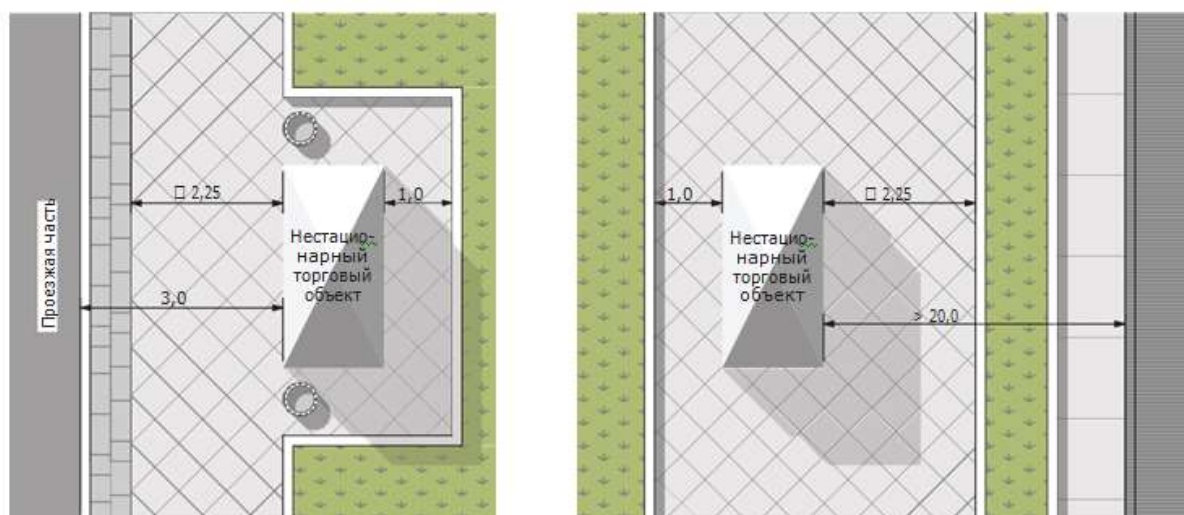 Проезжая часть
□ 2,25
1,0
Нестацио-
нарный
торговый
объект
3,0
1,0
□ 2,25
Нестацио-
нарный
торговый
объект
> 20,0